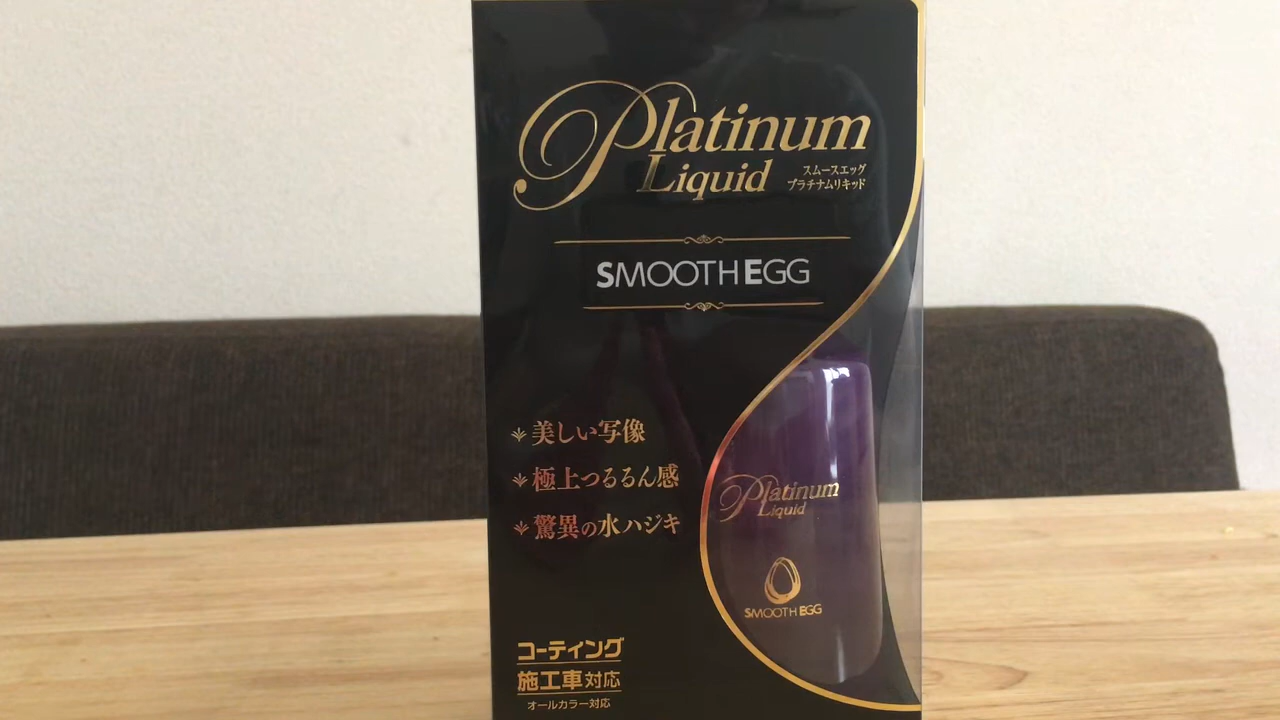 Platinum
Liquid
スムースエッグ
プラチナムリキッド
SMOOTH EGG
美しい写像
極上つるるん感
驚異の水ハジキ
Platinum
Liquid
SMOOTH EGG
コーティング
施工車対応
オールカラー対応